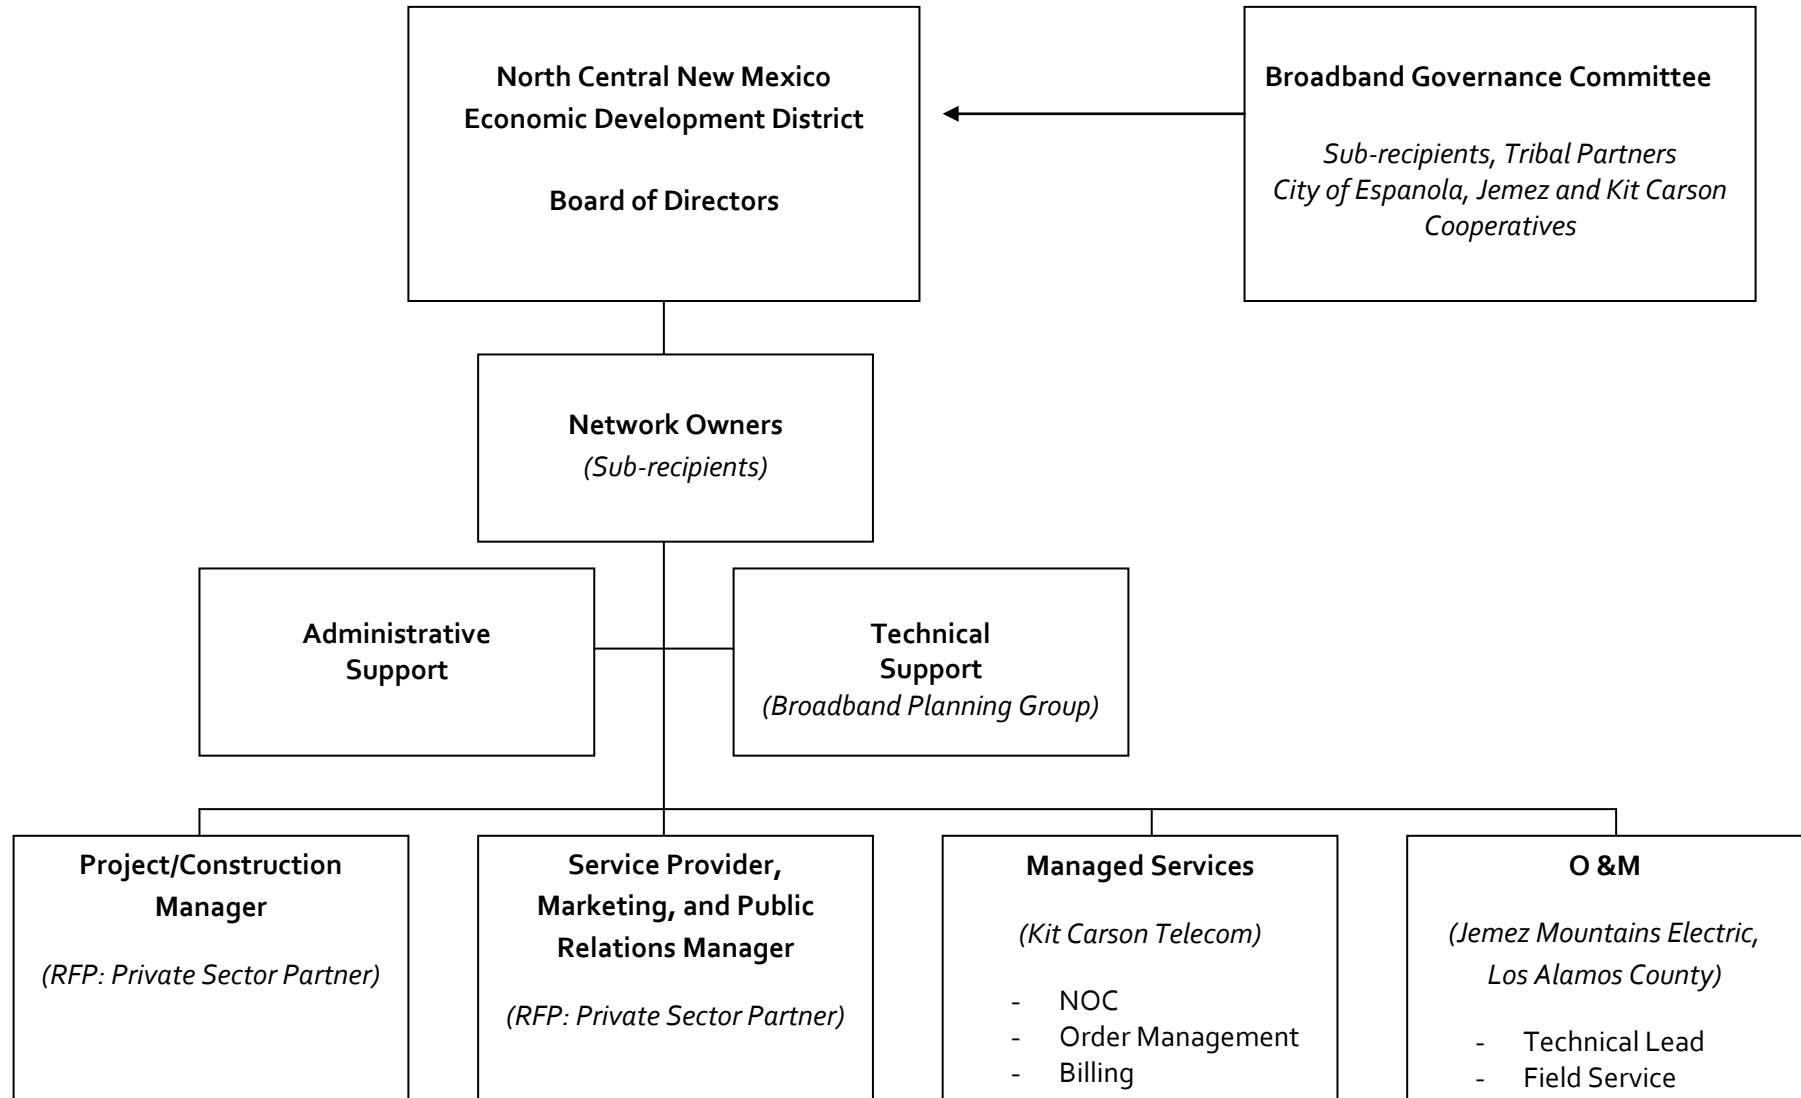 North Central New Mexico
Economic Development District
Board of Directors
Broadband Governance Committee
Sub-recipients, Tribal Partners
City of Espanola, Jemez and Kit Carson
Cooperatives
Network Owners
(Sub-recipients)
Administrative
Support
Technical
Support
(Broadband Planning Group)
Project/Construction
Manager
(RFP: Private Sector Partner)
Service Provider,
Marketing, and Public
Relations Manager
(RFP: Private Sector Partner)
Managed Services
(Kit Carson Telecom)
- NOC
- Order Management
- Billing
O &M
(Jemez Mountains Electric,
Los Alamos County)
- Technical Lead
- Field Service